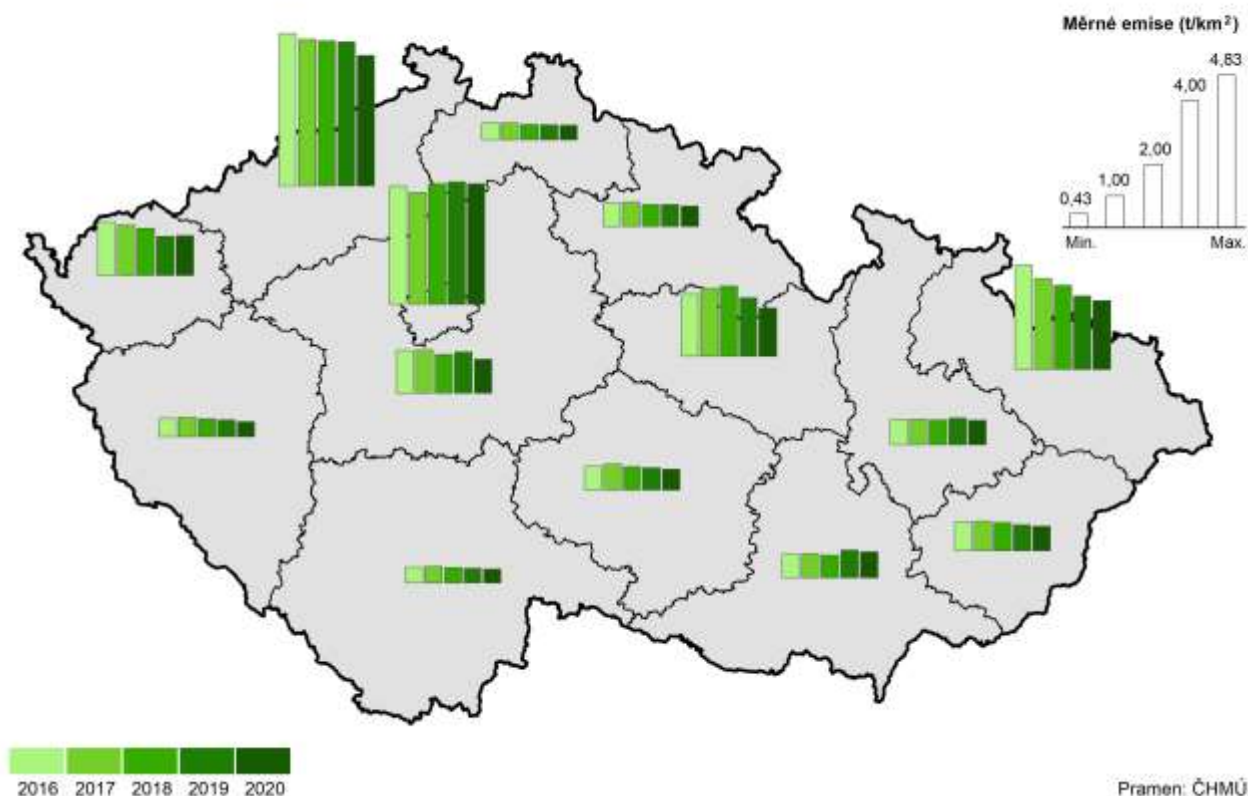 Měrné emise (t/km²)
4,83
4,00
2,00
1,00
0,43
Min. Max.
2016 2017 2018 2019 2020
Pramen: ČHMÚ